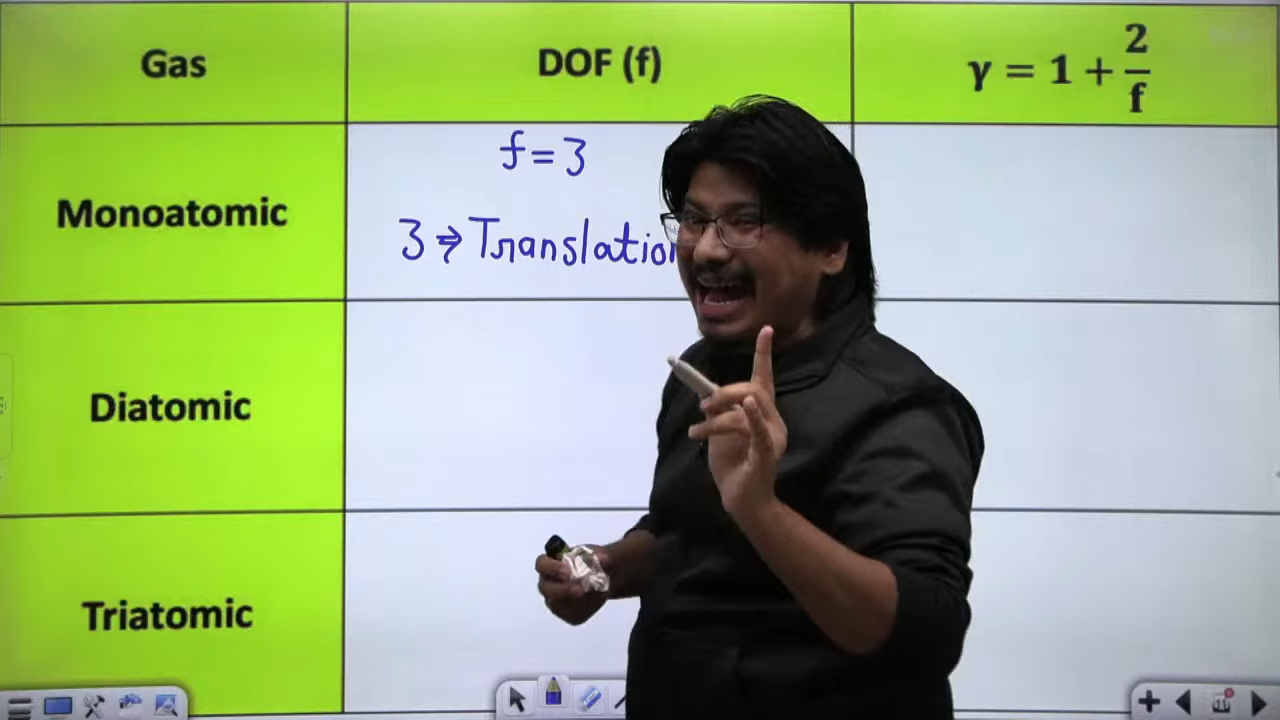 Gas
DOF (f)
γ = 1 + 2/f
Monoatomic
f = 3
3 ⇒ Translation
Diatomic
Triatomic